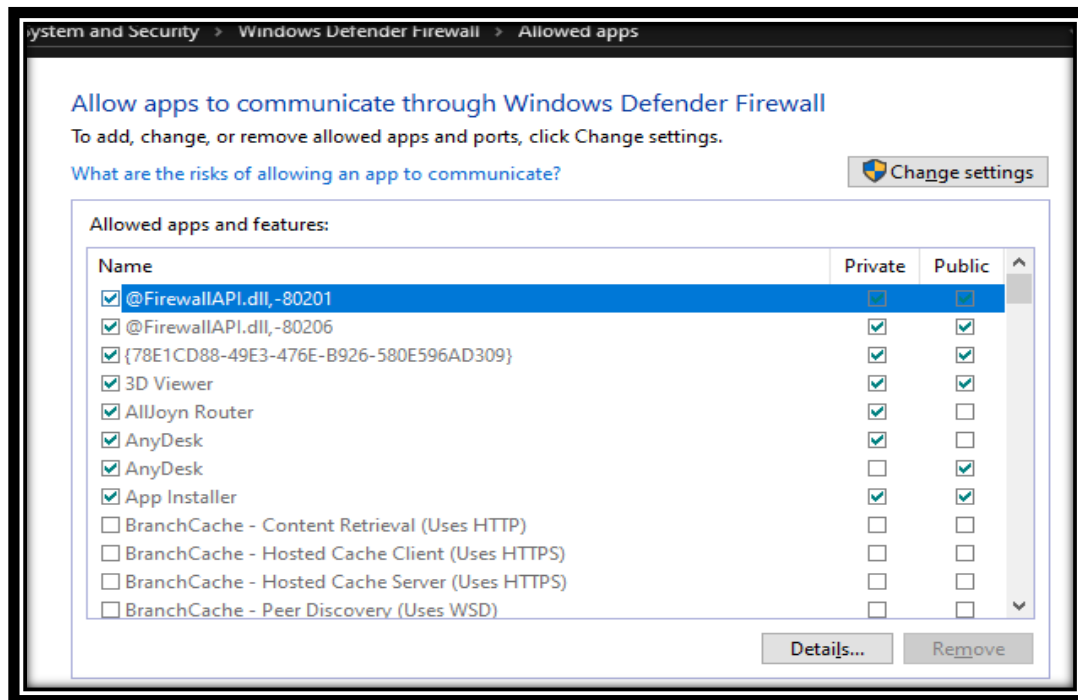 ystem and Security > Windows Defender Firewall > Allowed apps
Allow apps to communicate through Windows Defender Firewall
To add, change, or remove allowed apps and ports, click Change settings.
What are the risks of allowing an app to communicate?
Change settings
Allowed apps and features:
Name Private Public
@FirewallAPI.dll,-80201
@FirewallAPI.dll,-80206
{78E1CD88-49E3-476E-B926-580E596AD309}
3D Viewer
AllJoyn Router
AnyDesk
AnyDesk
App Installer
BranchCache - Content Retrieval (Uses HTTP)
BranchCache - Hosted Cache Client (Uses HTTPS)
BranchCache - Hosted Cache Server (Uses HTTPS)
BranchCache - Peer Discovery (Uses WSD)
Details... Remove